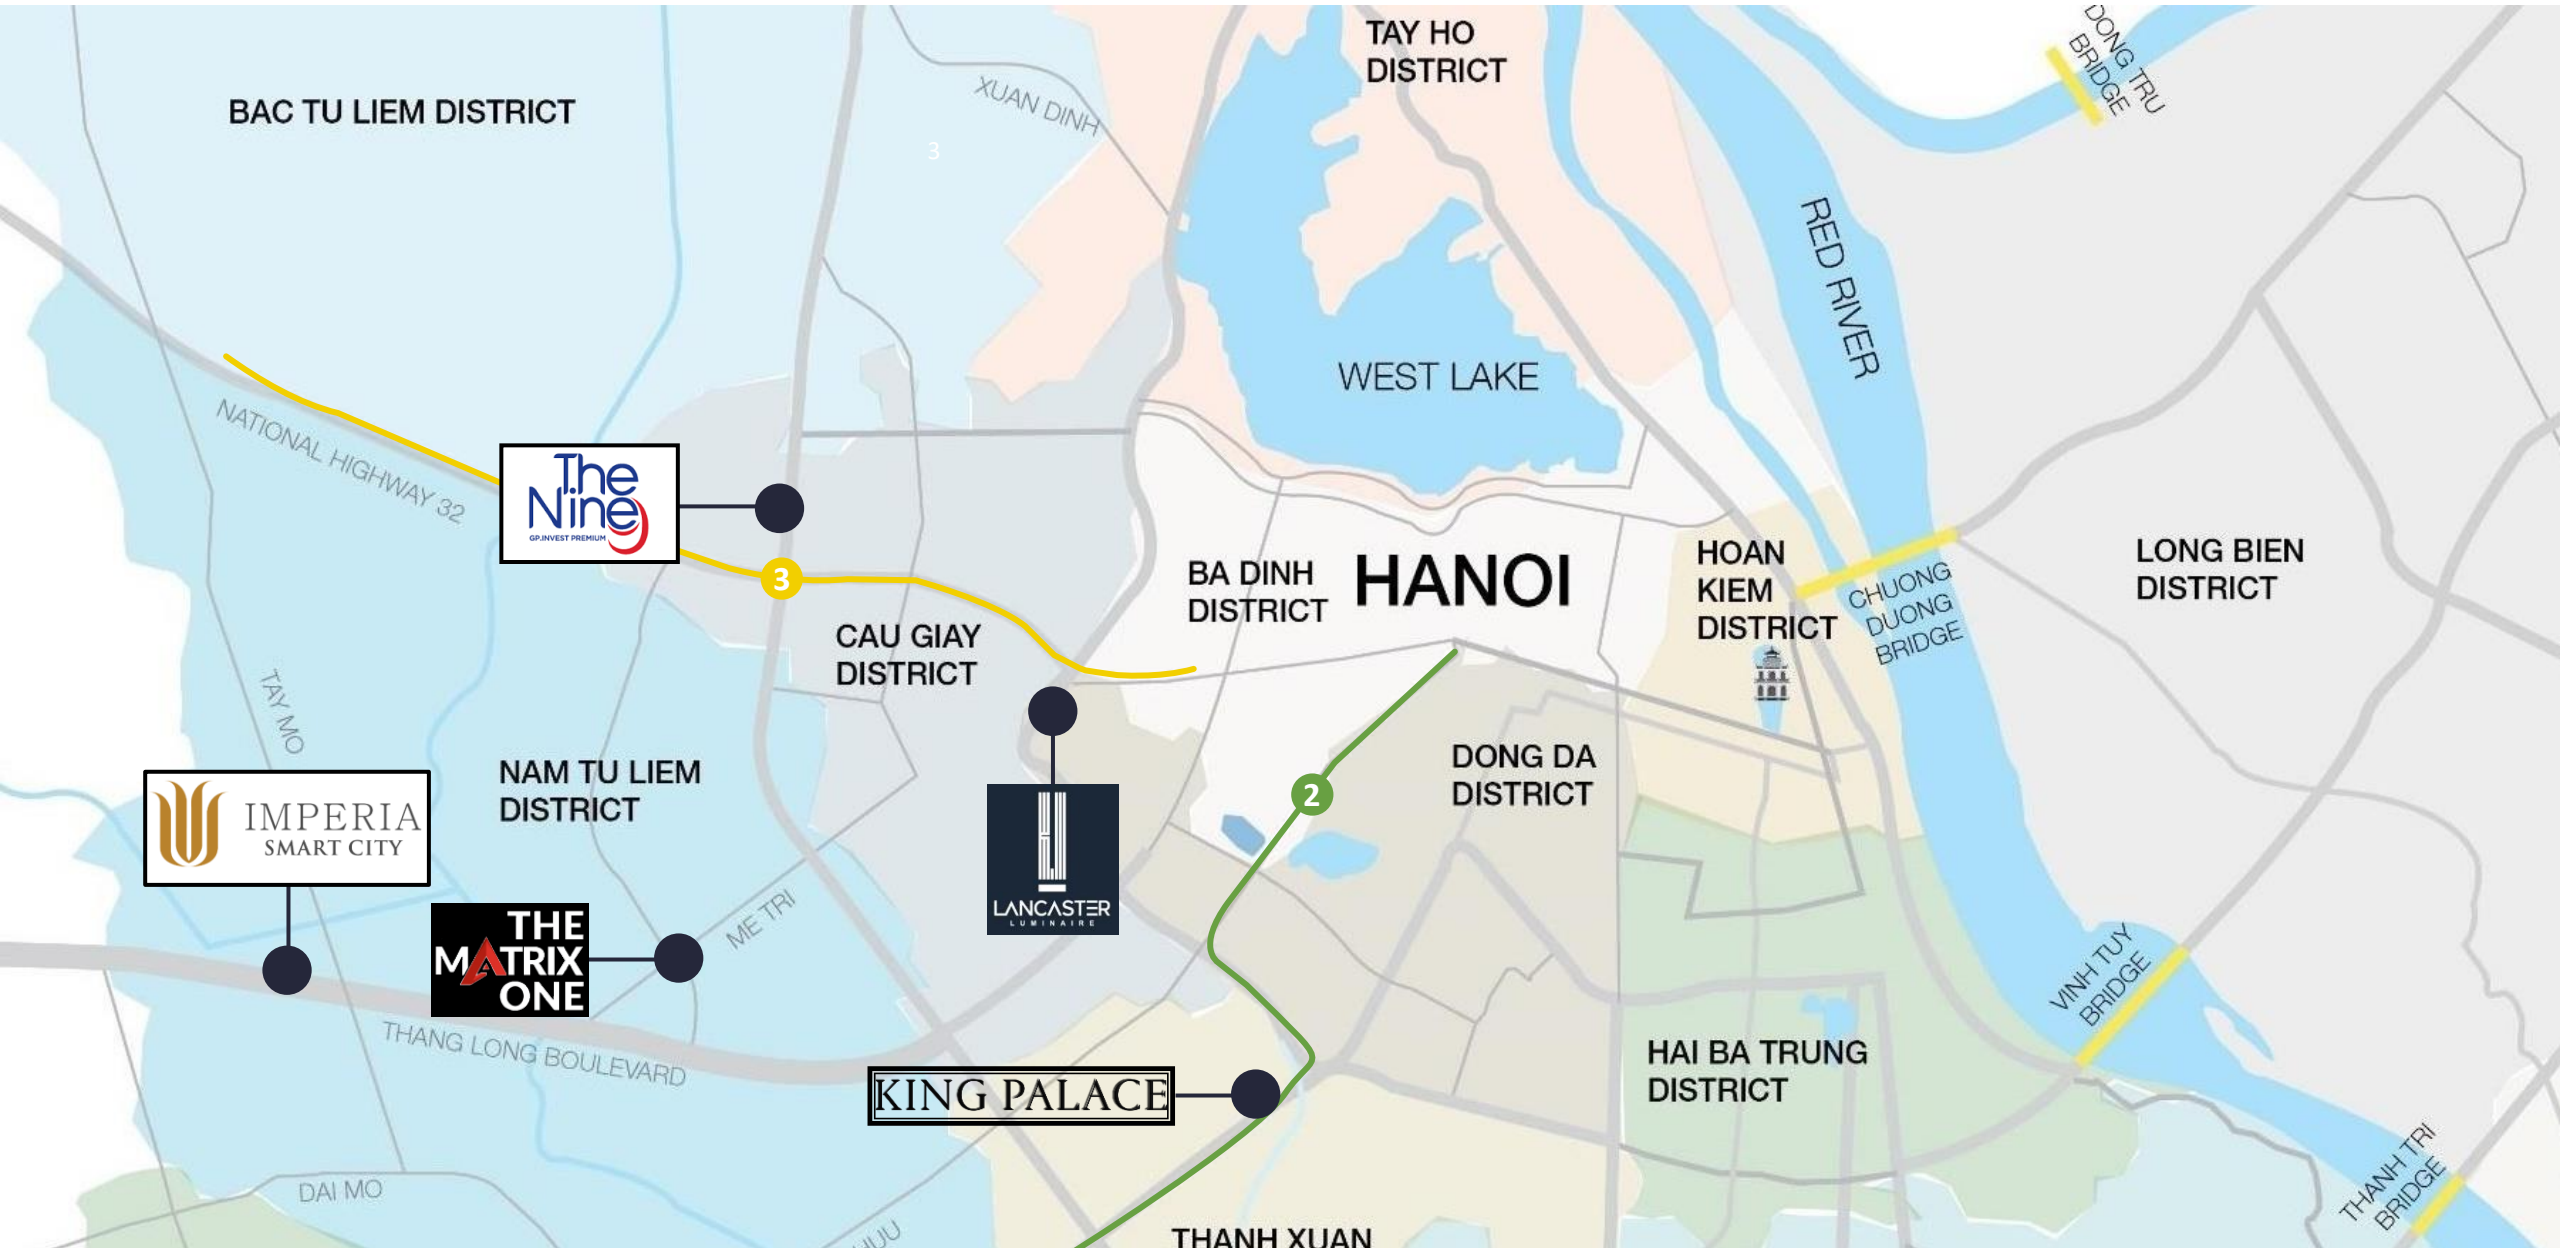 TAY HO
DISTRICT
DONG TRU
BRIDGE
BAC TU LIEM DISTRICT
XUAN DINH
3
RED RIVER
WEST LAKE
NATIONAL HIGHWAY 32
The
Nine
GP.INVEST PREMIUM
3
BA DINH
DISTRICT
HANOI
HOAN
KIEM
DISTRICT
CHUONG
DUONG
BRIDGE
LONG BIEN
DISTRICT
CAU GIAY
DISTRICT
TAY MO
NAM TU LIEM
DISTRICT
DONG DA
DISTRICT
2
IMPERIA
SMART CITY
LANCASTER
LUMINAIRE
THE
MATRIX
ONE
ME TRI
VINH TUY
BRIDGE
THANG LONG BOULEVARD
KING PALACE
HAI BA TRUNG
DISTRICT
THANH TRI
BRIDGE
DAI MO
HUU
THANH XUAN